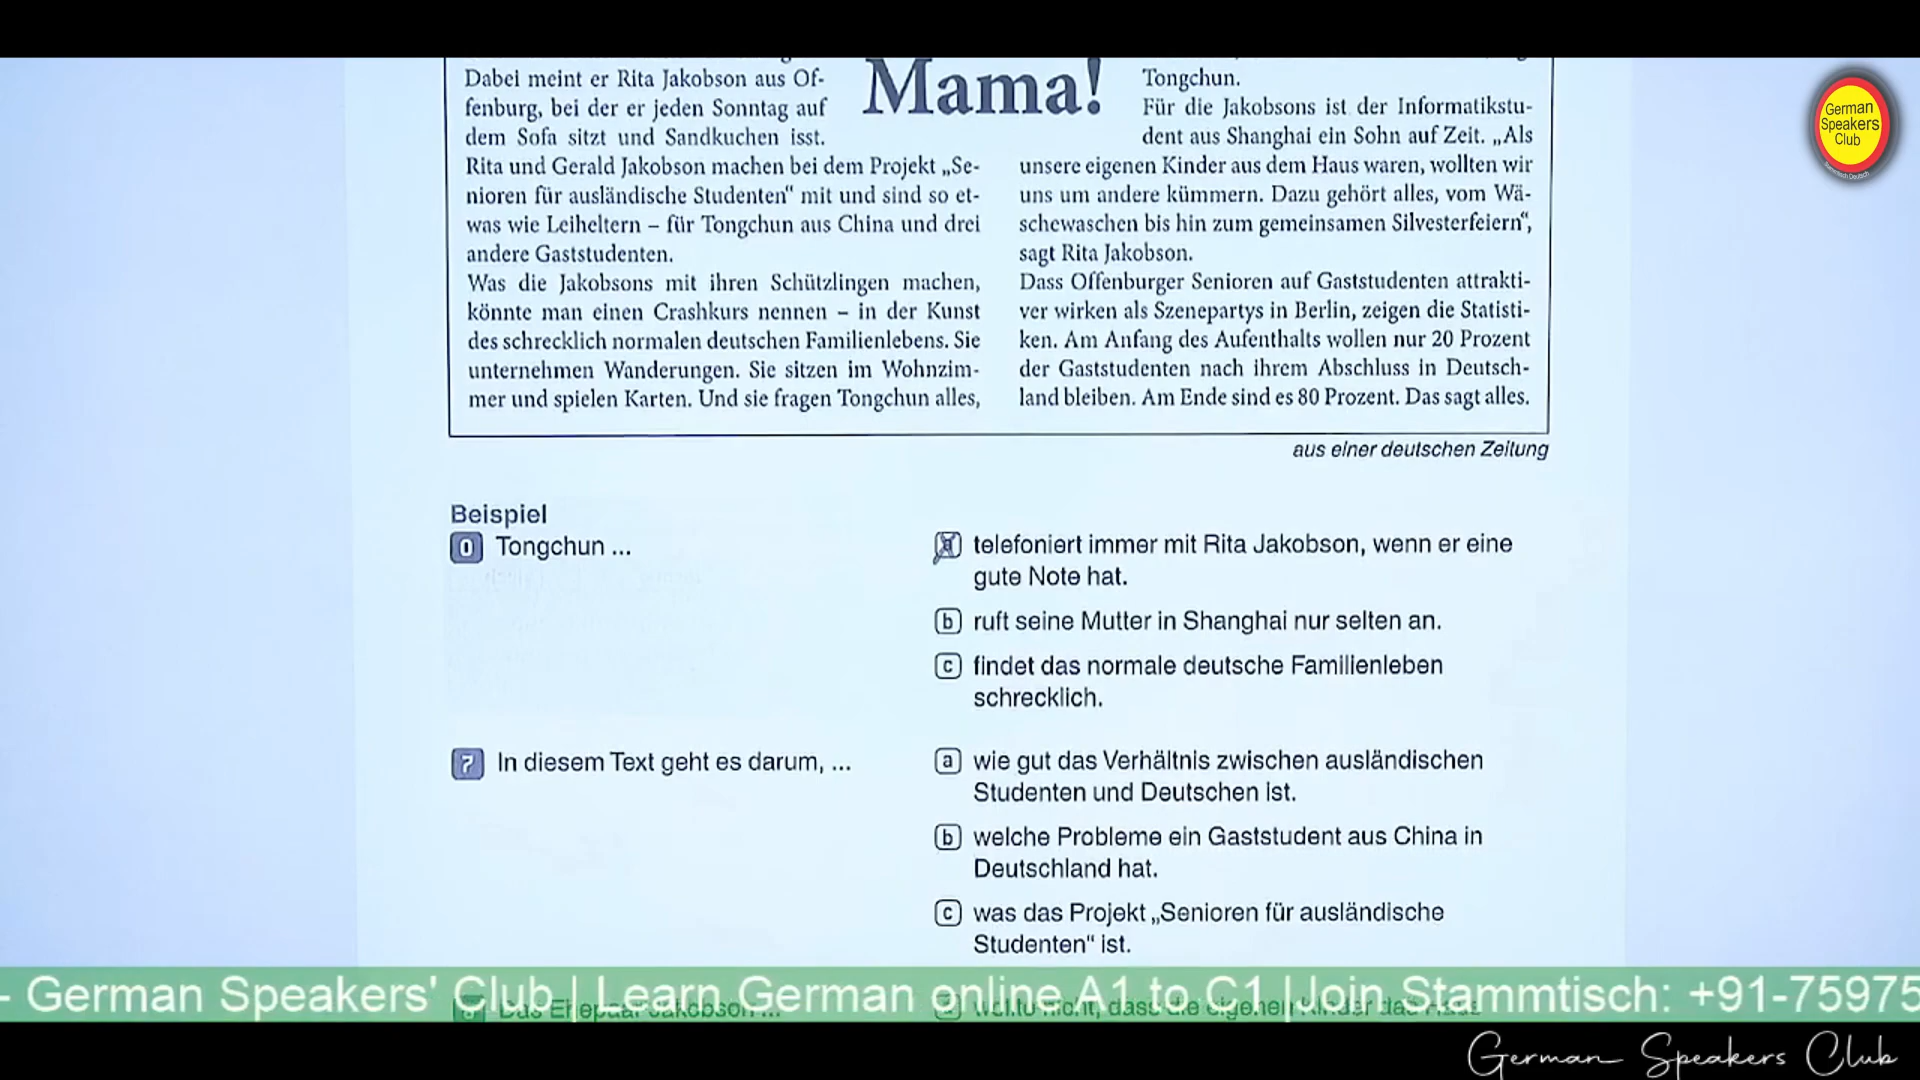 Dabei meint er Rita Jakobson aus Of-
fenburg, bei der er jeden Sonntag auf
dem Sofa sitzt und Sandkuchen isst.
Rita und Gerald Jakobson machen bei dem Projekt „Se-
nioren für ausländische Studenten“ mit und sind so et-
was wie Leiheltern – für Tongchun aus China und drei
andere Gaststudenten.
Was die Jakobsons mit ihren Schützlingen machen,
könnte man einen Crashkurs nennen – in der Kunst
des schrecklich normalen deutschen Familienlebens. Sie
unternehmen Wanderungen. Sie sitzen im Wohnzim-
mer und spielen Karten. Und sie fragen Tongchun alles,
Mama!
Tongchun.
Für die Jakobsons ist der Informatikstu-
dent aus Shanghai ein Sohn auf Zeit. „Als
unsere eigenen Kinder aus dem Haus waren, wollten wir
uns um andere kümmern. Dazu gehört alles, vom Wä-
schewaschen bis hin zum gemeinsamen Silvesterfeiern“,
sagt Rita Jakobson.
Dass Offenburger Senioren auf Gaststudenten attrakti-
ver wirken als Szenepartys in Berlin, zeigen die Statisti-
ken. Am Anfang des Aufenthalts wollen nur 20 Prozent
der Gaststudenten nach ihrem Abschluss in Deutsch-
land bleiben. Am Ende sind es 80 Prozent. Das sagt alles.
aus einer deutschen Zeitung
Beispiel
0 Tongchun ...
a telefoniert immer mit Rita Jakobson, wenn er eine
gute Note hat.
b ruft seine Mutter in Shanghai nur selten an.
c findet das normale deutsche Familienleben
schrecklich.
7 In diesem Text geht es darum, ...
a wie gut das Verhältnis zwischen ausländischen
Studenten und Deutschen ist.
b welche Probleme ein Gaststudent aus China in
Deutschland hat.
c was das Projekt „Senioren für ausländische
Studenten“ ist.
Das Ehepaar Jakobson ...
wollte nicht, dass die eigenen Kinder das Haus
- German Speakers' Club | Learn German online A1 to C1 | Join Stammtisch: +91-75975
German
Speakers
Club
German Speakers Club